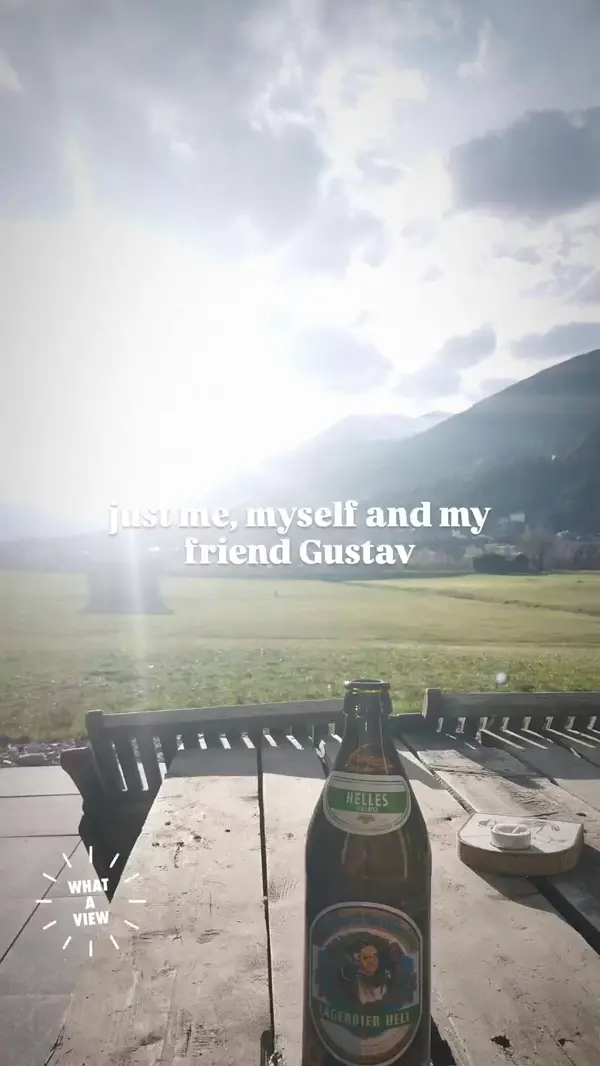 just me, myself and my
friend Gustav
HELLES
LAGERBIER HELL
WHAT
A
VIEW